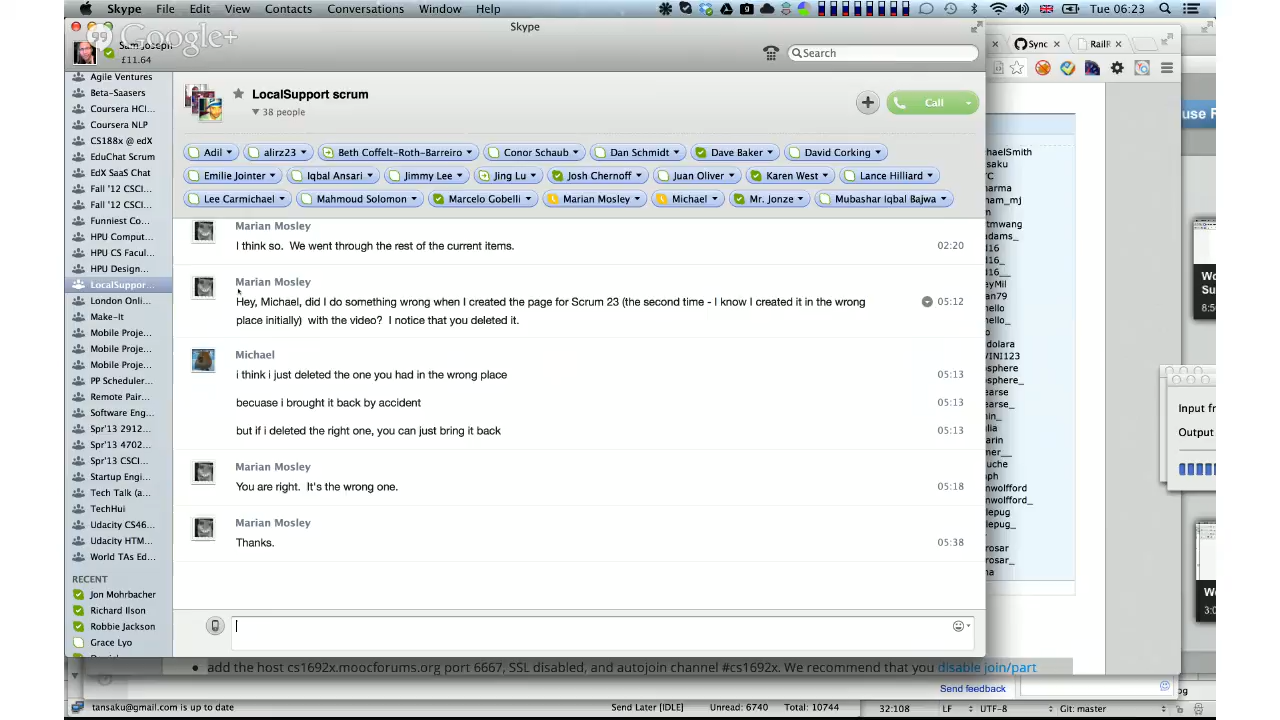 Skype File Edit View Contacts Conversations Window Help Tue 06:23
Skype
Google+
Sam Joseph
£11.64
Search
Sync
RailF
Agile Ventures
Beta-Saasers
Coursera HCI...
Coursera NLP
CS188x @ edX
EduChat Scrum
EdX SaaS Chat
Fall '12 CSCI...
Fall '12 CSCI...
Funniest Co...
HPU Comput...
HPU CS Facul...
HPU Design...
LocalSuppor...
London Onli...
Make-It
Mobile Proje...
Mobile Proje...
Mobile Proje...
PP Scheduler...
Remote Pair...
Software Eng...
Spr'13 2912...
Spr'13 4702...
Spr'13 CSCI...
Startup Engi...
Tech Talk (a...
TechHui
Udacity CS46...
Udacity HTM...
World TAs Ed...
RECENT
Jon Mohrbacher
Richard Ilson
Robbie Jackson
Grace Lyo
LocalSupport scrum
38 people
Call
Adil alirz23 Beth Coffelt-Roth-Barreiro Conor Schaub Dan Schmidt Dave Baker David Corking
Emilie Jointer Iqbal Ansari Jimmy Lee Jing Lu Josh Chernoff Juan Oliver Karen West Lance Hilliard
Lee Carmichael Mahmoud Solomon Marcelo Gobelli Marian Mosley Michael Mr. Jonze Mubashar Iqbal Bajwa
Marian Mosley
I think so. We went through the rest of the current items. 02:20
Marian Mosley
Hey, Michael, did I do something wrong when I created the page for Scrum 23 (the second time - I know I created it in the wrong 05:12
place initially) with the video? I notice that you deleted it.
Michael
i think i just deleted the one you had in the wrong place 05:13
becuase i brought it back by accident 05:13
but if i deleted the right one, you can just bring it back 05:13
Marian Mosley
You are right. It's the wrong one. 05:18
Marian Mosley
Thanks. 05:38
Input fr
Output
add the host cs1692x.moocforums.org port 6667, SSL disabled, and autojoin channel #cs1692x. We recommend that you disable join/part
Send feedback
tansaku@gmail.com is up to date Send Later [IDLE] Unread: 6740 Total: 10744 32:108 LF UTF-8 Git: master